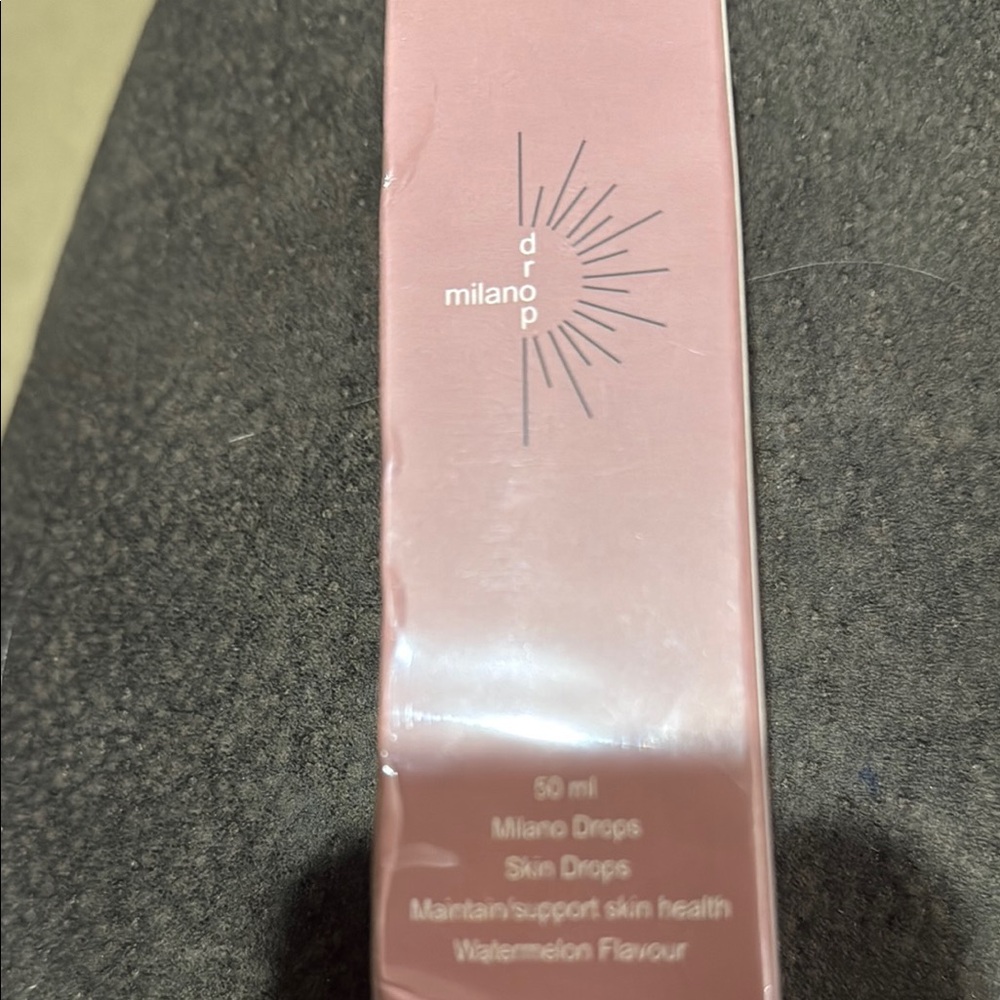 drop
milano
50 ml
Milano Drops
Skin Drops
Maintain/support skin health
Watermelon Flavour